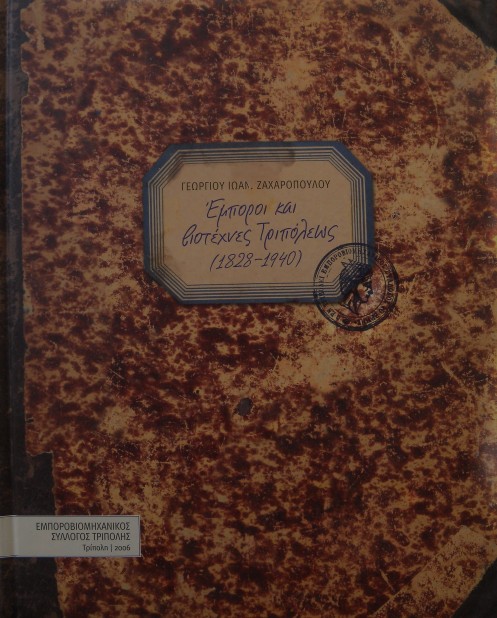 ΓΕΩΡΓΙΟΥ ΙΩΑΝ. ΖΑΧΑΡΟΠΟΥΛΟΥ
Έμποροι και
βιοτέχνες Τριπόλεως
(1828-1940)
ΕΜΠΟΡΟΒΙΟΜΗΧΑΝΙΚΟΣ
ΣΥΛΛΟΓΟΣ ΤΡΙΠΟΛΗΣ
Τρίπολη | 2006